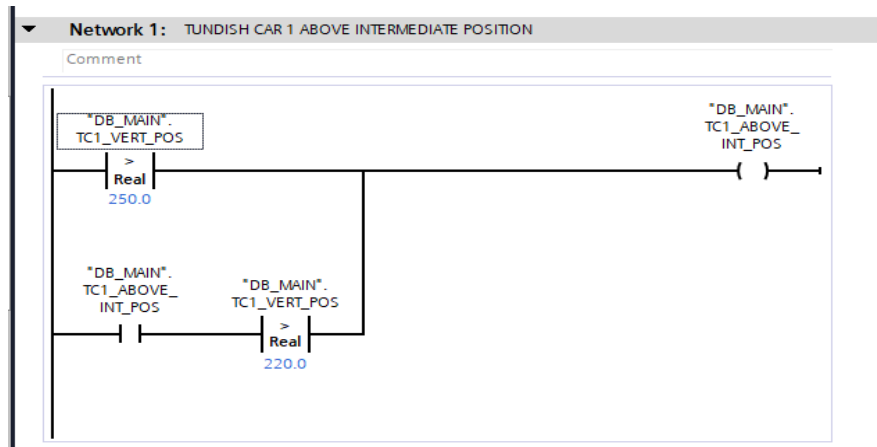 Network 1: TUNDISH CAR 1 ABOVE INTERMEDIATE POSITION
Comment
"DB_MAIN".
TC1_VERT_POS
>
Real
250.0
"DB_MAIN".
TC1_ABOVE_
INT_POS
"DB_MAIN".
TC1_ABOVE_
INT_POS
"DB_MAIN".
TC1_VERT_POS
>
Real
220.0